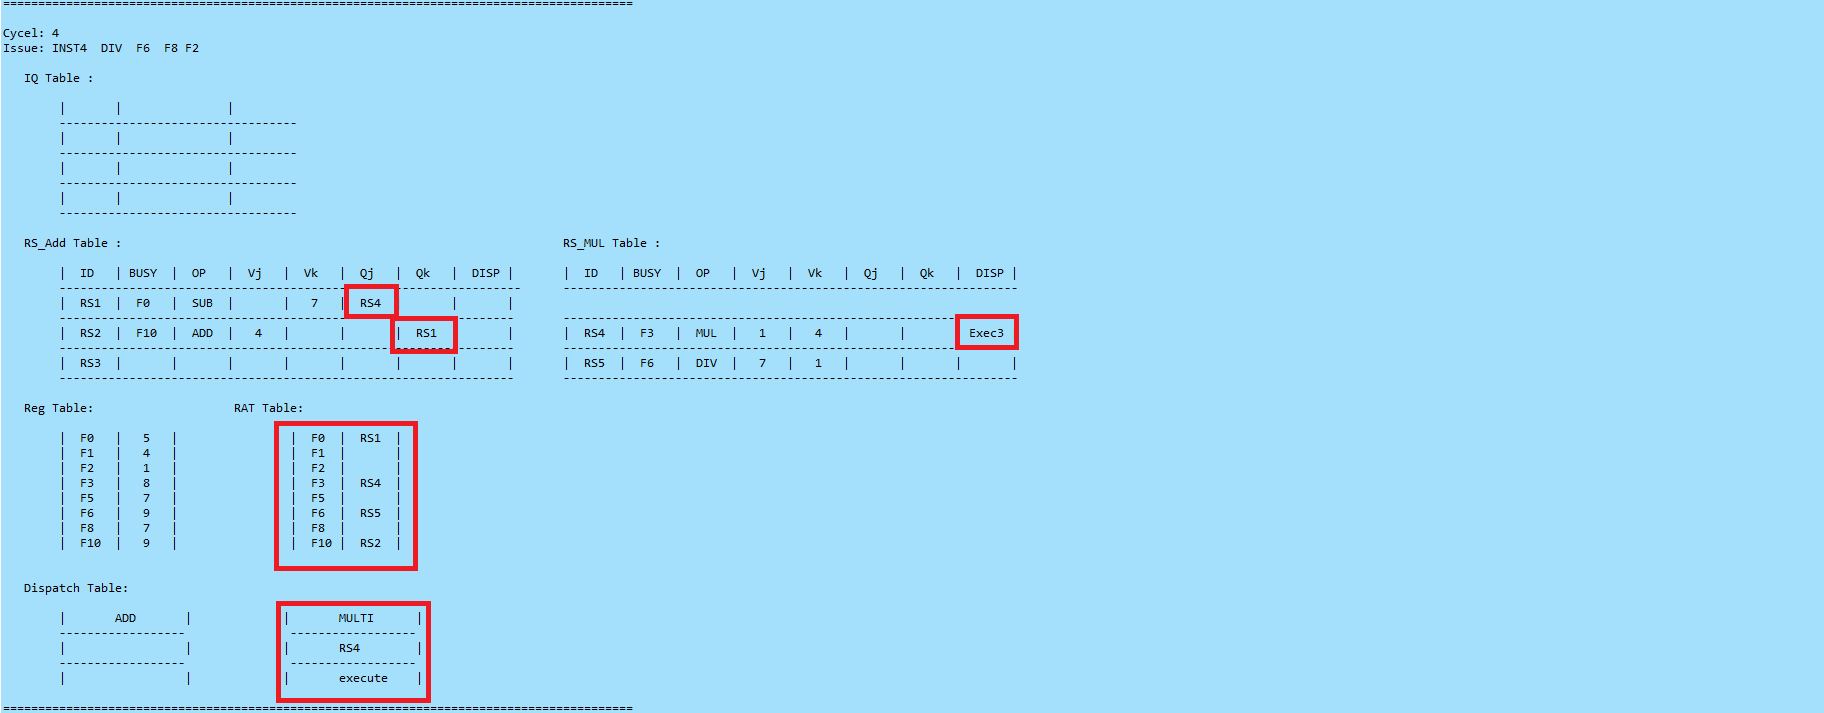 ==========================================================================================
Cycel: 4
Issue: INST4  DIV  F6  F8 F2
IQ Table :
|       |               |
----------------------------------
|       |               |
----------------------------------
|       |               |
----------------------------------
|       |               |
----------------------------------
RS_Add Table :          RS_MUL Table :
|  ID   | BUSY  |  OP   |  Vj   |  Vk   |  Qj   |  Qk   |  DISP |          |  ID   | BUSY  |  OP   |  Vj   |  Vk   |  Qj   |  Qk   |  DISP |
------------------------------------------------------------------          -----------------------------------------------------------------
|  RS1  |  F0   |  SUB  |       |   7   |  RS4  |       |       |
-----------------------------------------------------------------          -----------------------------------------------------------------
|  RS2  |  F10  |  ADD  |   4   |       |       |  RS1  |       |          |  RS4  |  F3   |  MUL  |   1   |   4   |       |       | Exec3 |
-----------------------------------------------------------------          -----------------------------------------------------------------
|  RS3  |       |       |       |       |       |       |       |          |  RS5  |  F6   |  DIV  |   7   |   1   |       |       |       |
-----------------------------------------------------------------          -----------------------------------------------------------------
Reg Table:          RAT Table:
|  F0   |   5   |          |  F0  |  RS1  |
|  F1   |   4   |          |  F1  |       |
|  F2   |   1   |          |  F2  |       |
|  F3   |   8   |          |  F3  |  RS4  |
|  F5   |   7   |          |  F5  |       |
|  F6   |   9   |          |  F6  |  RS5  |
|  F8   |   7   |          |  F8  |       |
|  F10  |   9   |          |  F10 |  RS2  |
Dispatch Table:
|       ADD       |          |       MULTI      |
------------------          ------------------
|                 |          |       RS4        |
------------------          ------------------
|                 |          |       execute    |
==========================================================================================